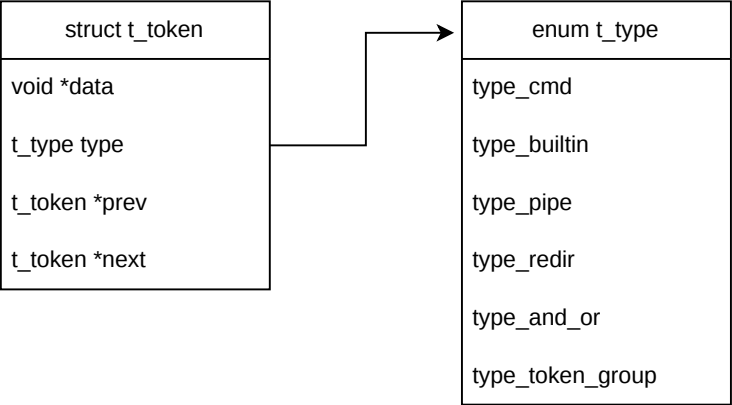 struct t_token
void *data
t_type type
t_token *prev
t_token *next
enum t_type
type_cmd
type_builtin
type_pipe
type_redir
type_and_or
type_token_group